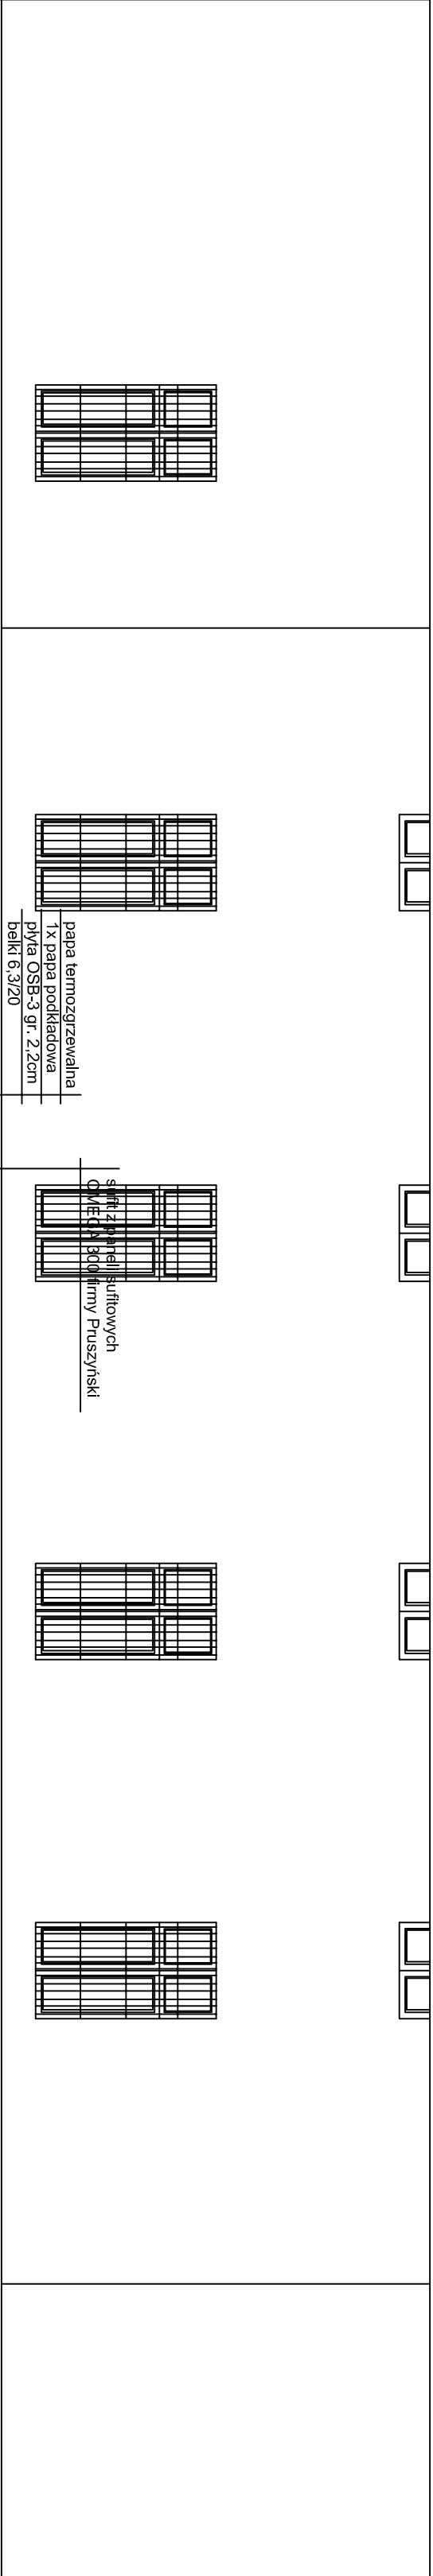 papa termozgrzewalna
1x papa podkładowa
płyta OSB-3 gr. 2,2cm
belki 6,3/20
sufit z paneli sufitowych
OMEGA 300 firmy Pruszyński